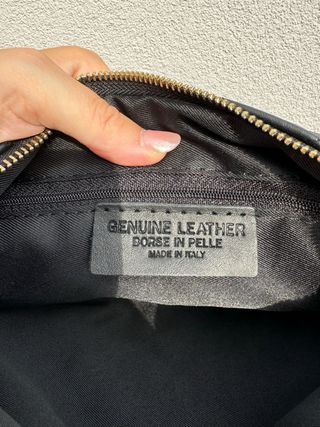 GENUINE LEATHER
BORSE IN PELLE
MADE IN ITALY